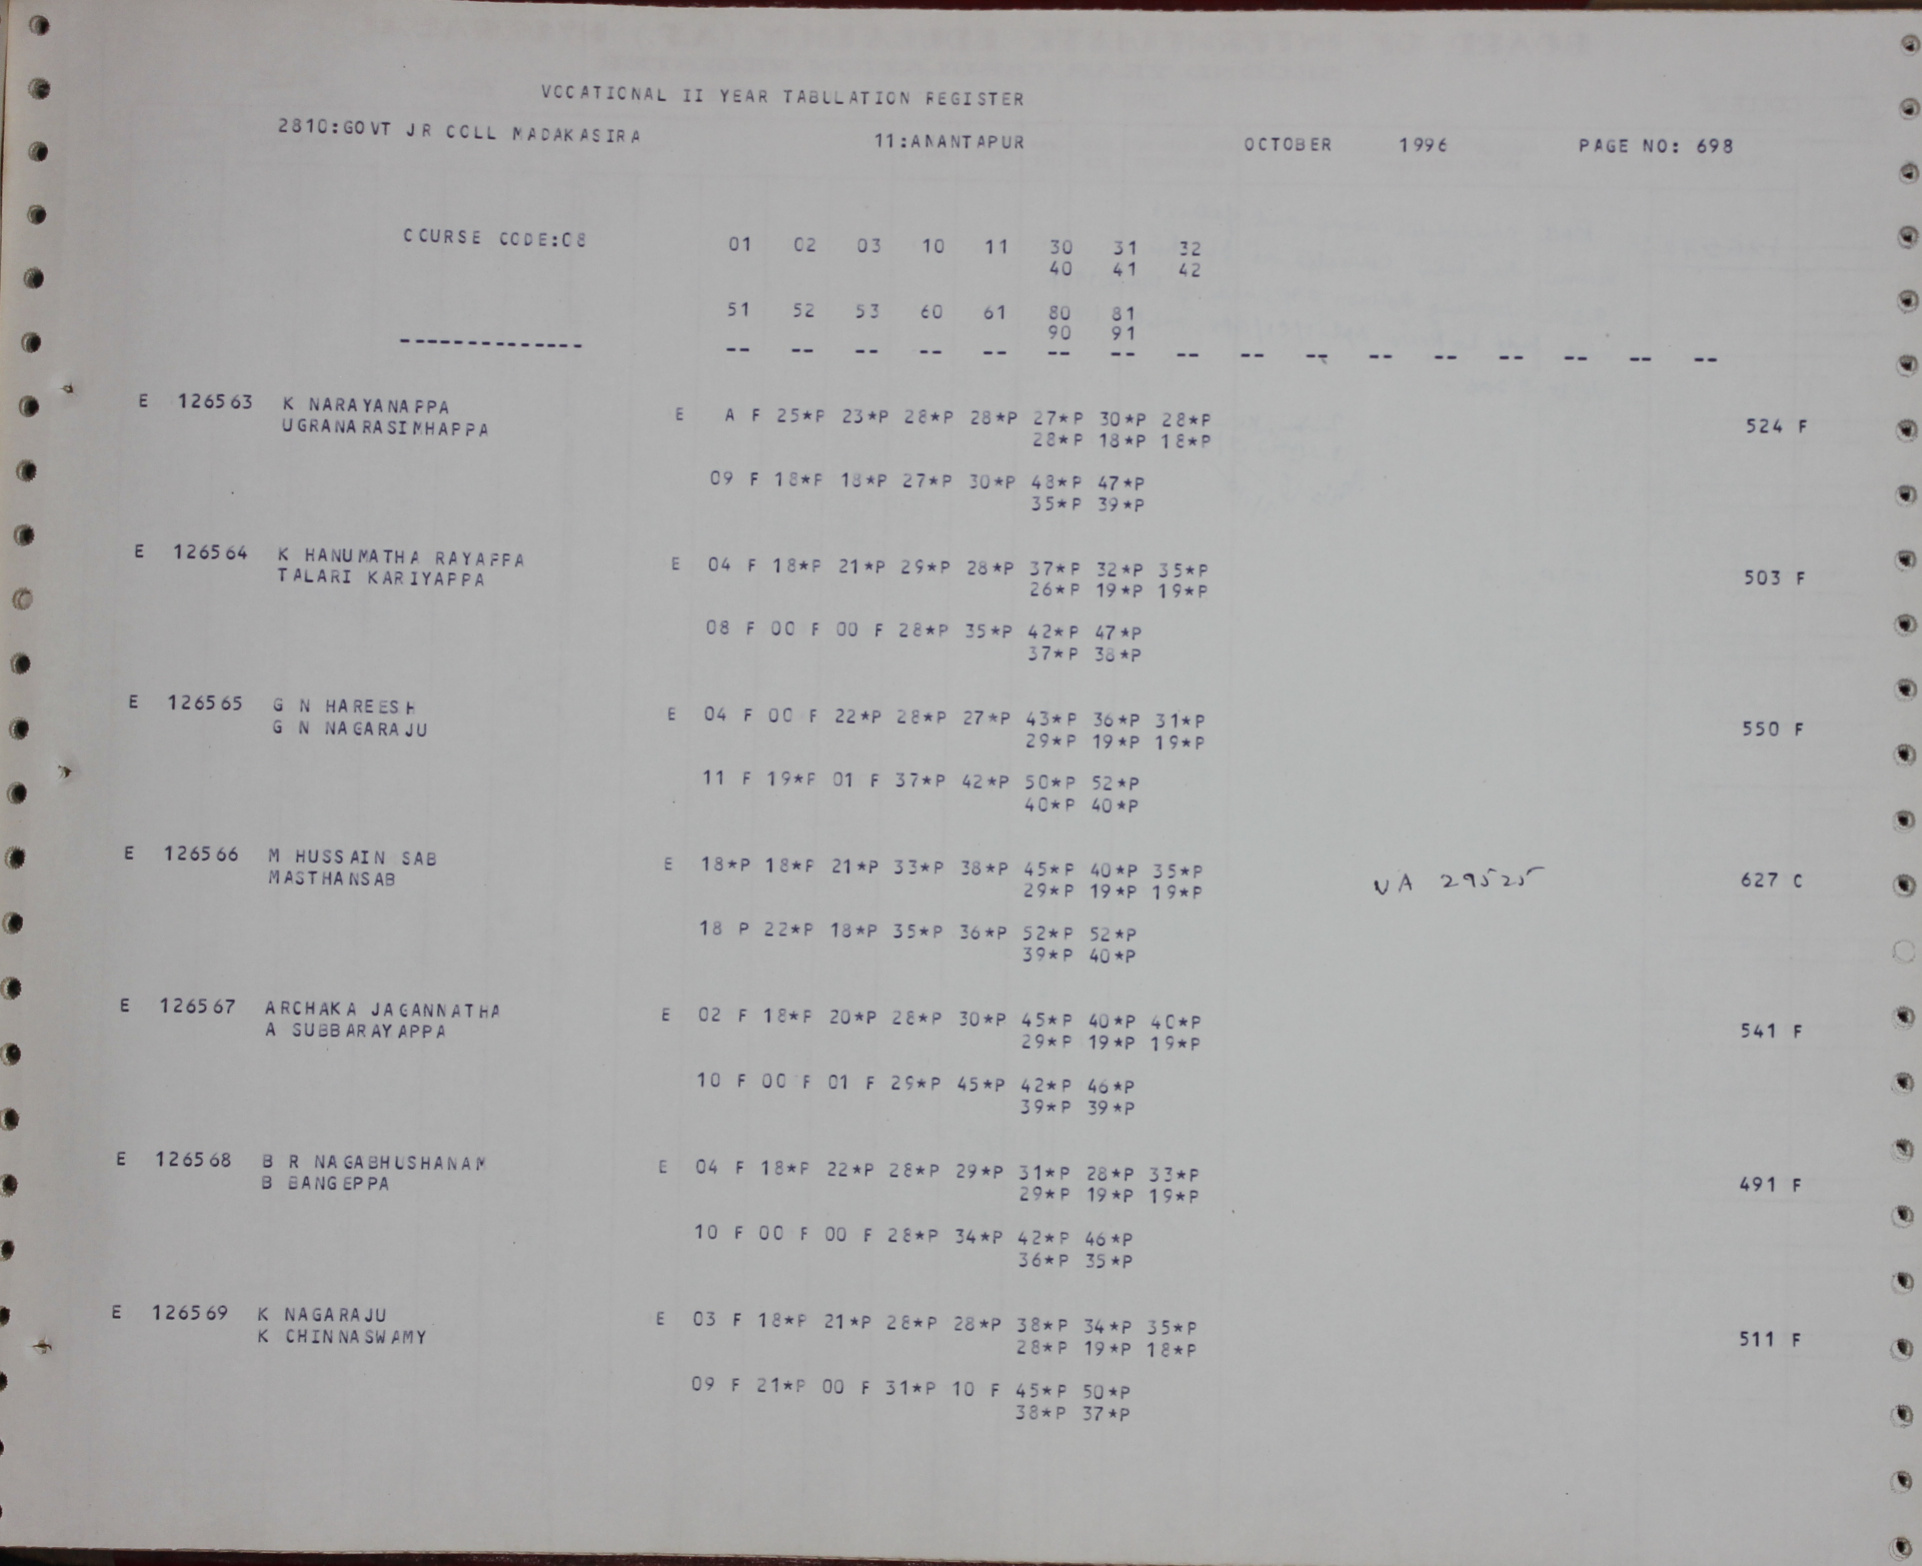 VOCATIONAL II YEAR TABULATION REGISTER
2810:GOVT JR COLL MADAKASIRA 11:ANANTAPUR OCTOBER 1996 PAGE NO: 698
COURSE CODE:08 01 02 03 10 11 30 31 32
40 41 42
51 52 53 60 61 80 81
90 91
-------------- -- -- -- -- -- -- -- -- -- -- -- -- -- -- -- --
E 126563 K NARAYANAPPA E A F 25*P 23*P 28*P 28*P 27*P 30*P 28*P
UGRANARASIMHAPPA 28*P 18*P 18*P 524 F
09 F 18*P 18*P 27*P 30*P 48*P 47*P
35*P 39*P
E 126564 K HANUMATHA RAYAPPA E 04 F 18*P 21*P 29*P 28*P 37*P 32*P 35*P
TALARI KARIYAPPA 26*P 19*P 19*P 503 F
08 F 00 F 00 F 28*P 35*P 42*P 47*P
37*P 38*P
E 126565 G N HAREESH E 04 F 00 F 22*P 28*P 27*P 43*P 36*P 31*P
G N NAGARAJU 29*P 19*P 19*P 550 F
11 F 19*P 01 F 37*P 42*P 50*P 52*P
40*P 40*P
E 126566 M HUSSAIN SAB E 18*P 18*P 21*P 33*P 38*P 45*P 40*P 35*P
MASTHANSAB 29*P 19*P 19*P VA 29525 627 C
18 P 22*P 18*P 35*P 36*P 52*P 52*P
39*P 40*P
E 126567 ARCHAKA JAGANNATHA E 02 F 18*P 20*P 28*P 30*P 45*P 40*P 40*P
A SUBBARAYAPPA 29*P 19*P 19*P 541 F
10 F 00 F 01 F 29*P 45*P 42*P 46*P
39*P 39*P
E 126568 B R NAGABHUSHANAM E 04 F 18*P 22*P 28*P 29*P 31*P 28*P 33*P
B BANGEPPA 29*P 19*P 19*P 491 F
10 F 00 F 00 F 28*P 34*P 42*P 46*P
36*P 35*P
E 126569 K NAGARAJU E 03 F 18*P 21*P 28*P 28*P 38*P 34*P 35*P
K CHINNASWAMY 28*P 19*P 18*P 511 F
09 F 21*P 00 F 31*P 10 F 45*P 50*P
38*P 37*P